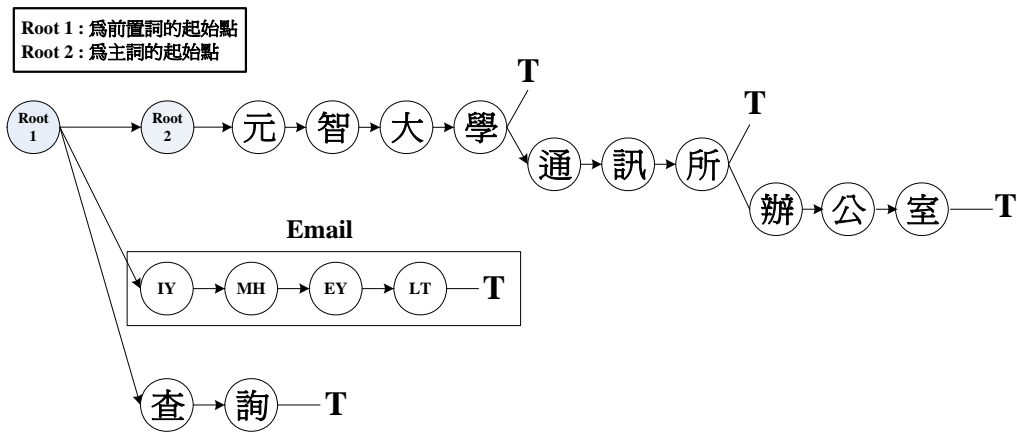 Root 1 : 爲前置詞的起始點
Root 2 : 爲主詞的起始點
T
T
Root 1
Root 2
元 智 大 學
通 訊 所
辦 公 室 T
Email
IY MH EY LT T
查 詢 T